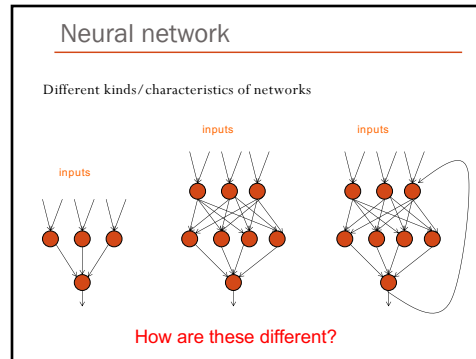 Neural network
Different kinds/characteristics of networks
inputs
inputs
inputs
How are these different?